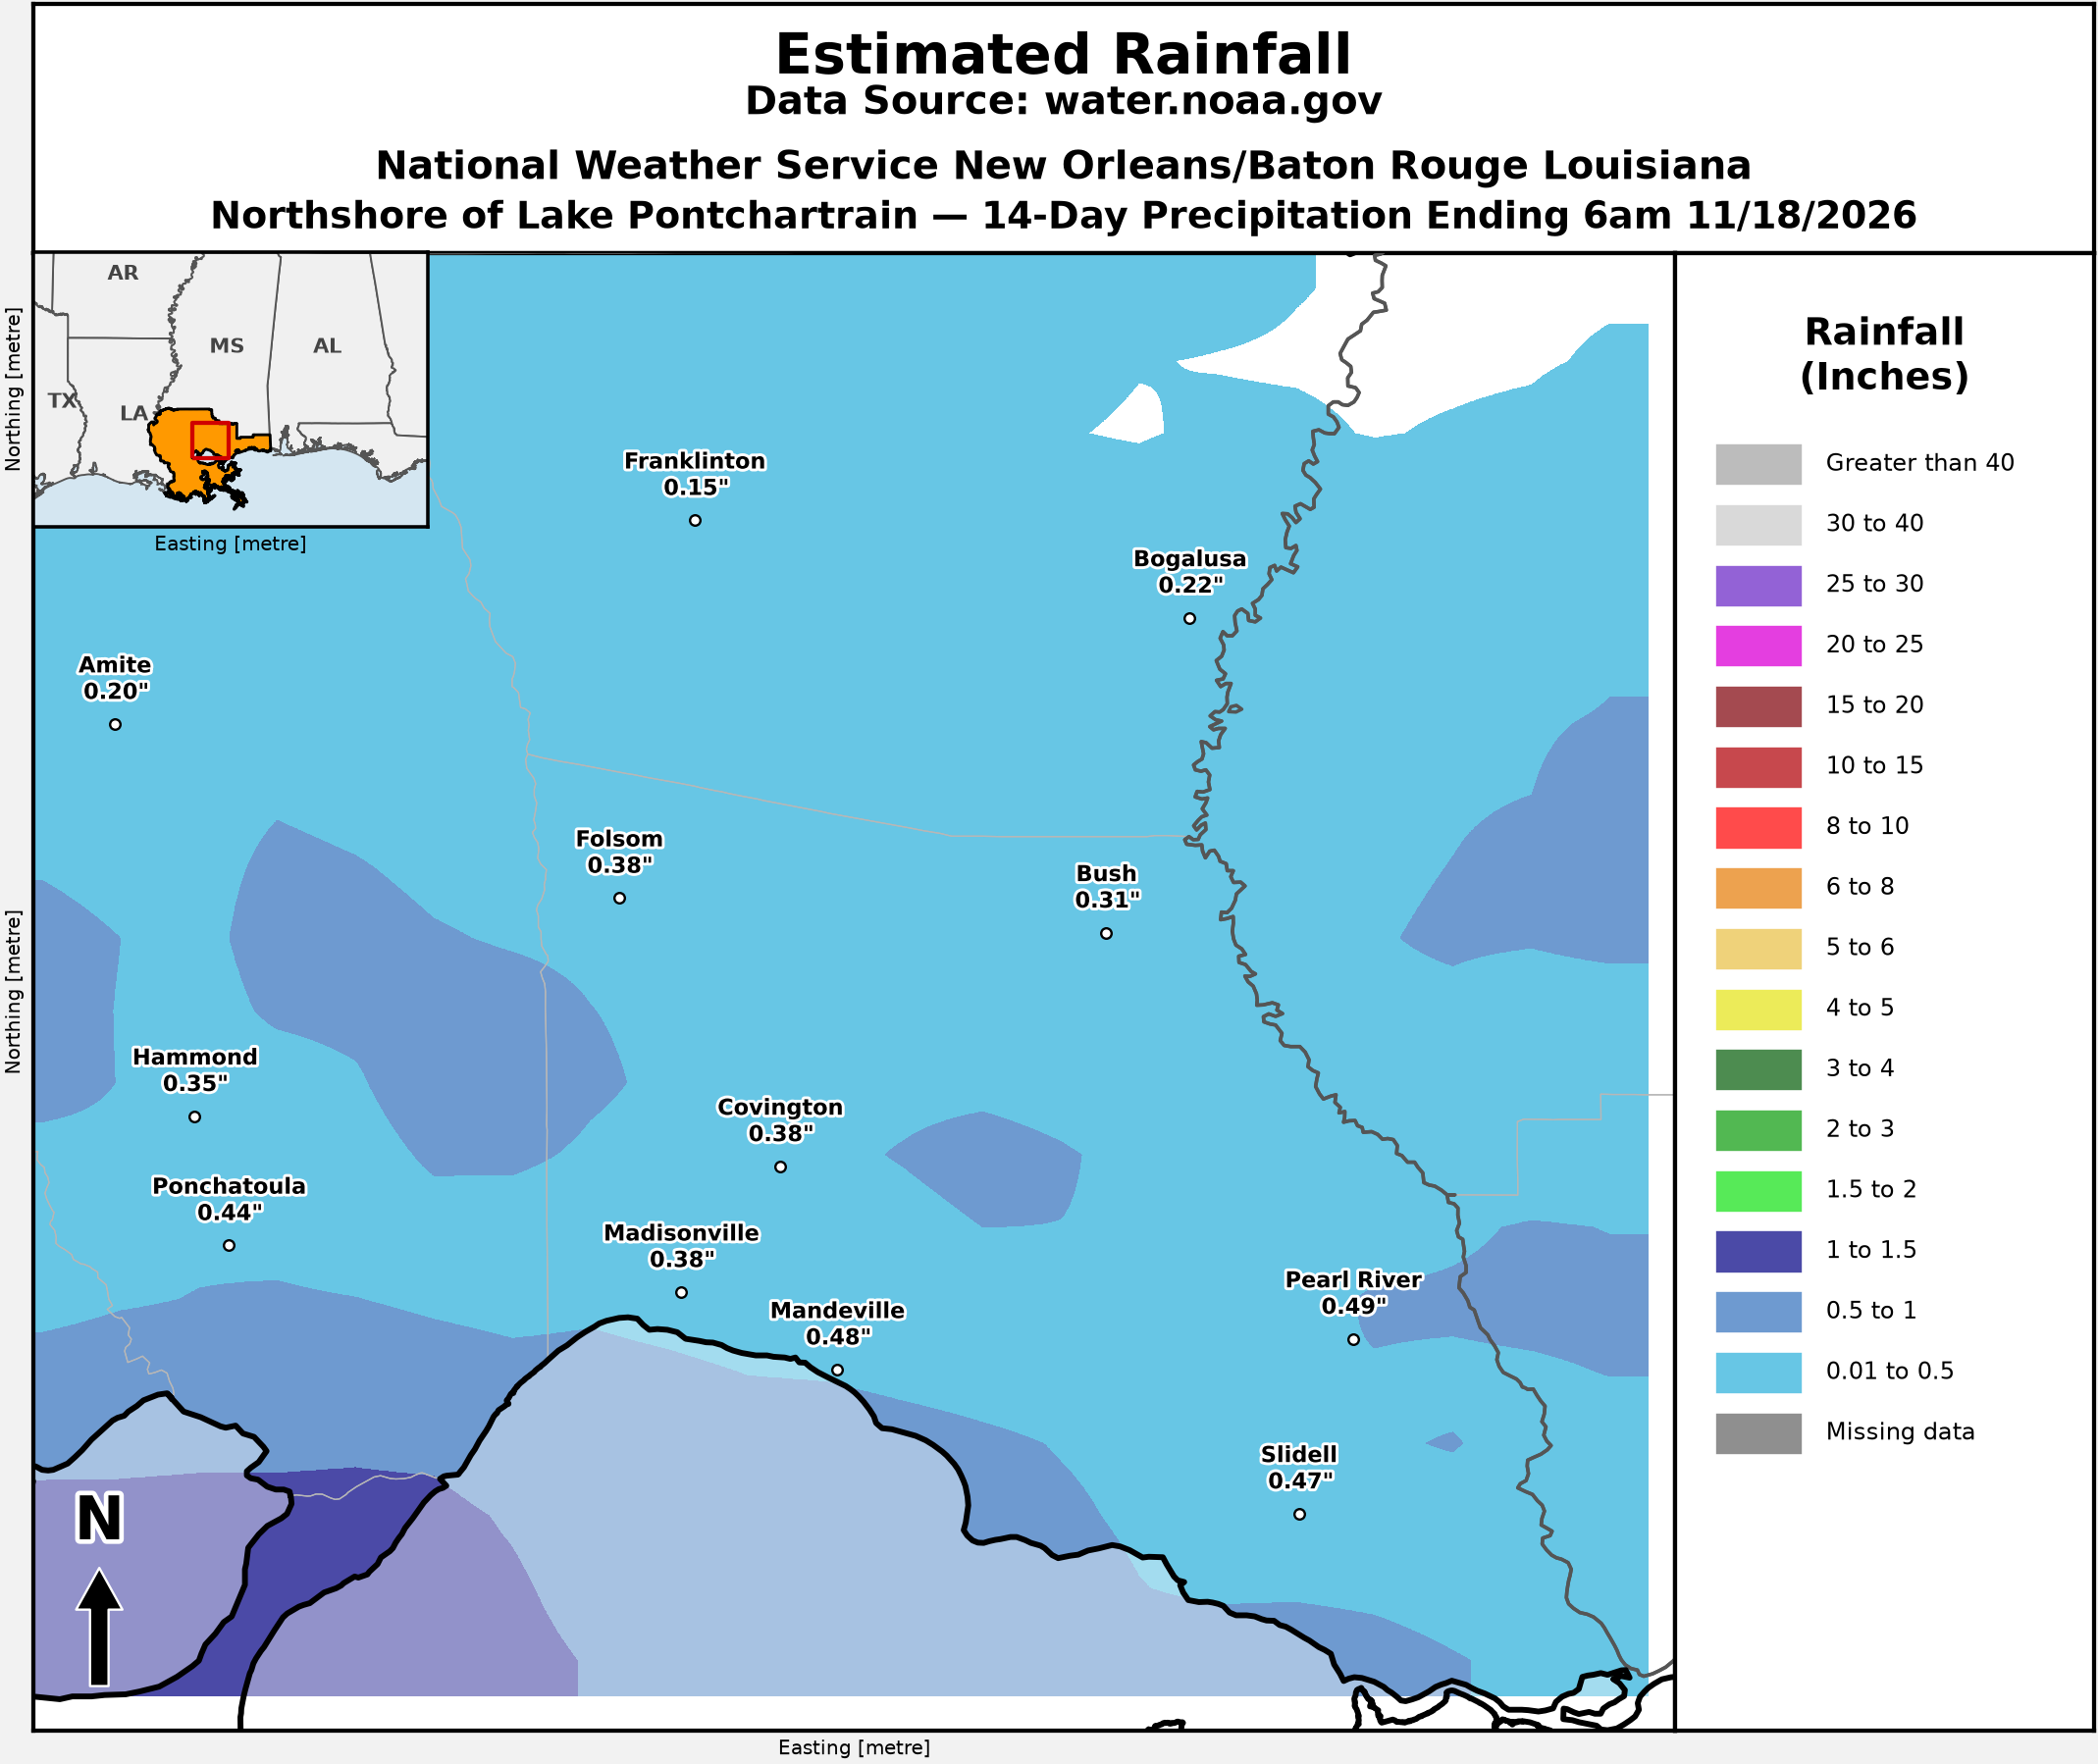 Estimated Rainfall
Data Source: water.noaa.gov
National Weather Service New Orleans/Baton Rouge Louisiana
Northshore of Lake Pontchartrain — 14-Day Precipitation Ending 6am 11/18/2026
Northing [metre]
AR
MS
AL
TX
LA
Easting [metre]
Franklinton
0.15"
Bogalusa
0.22"
Amite
0.20"
Folsom
0.38"
Bush
0.31"
Northing [metre]
Hammond
0.35"
Covington
0.38"
Ponchatoula
0.44"
Madisonville
0.38"
Pearl River
0.49"
Mandeville
0.48"
Slidell
0.47"
N
Easting [metre]
Rainfall
(Inches)
Greater than 40
30 to 40
25 to 30
20 to 25
15 to 20
10 to 15
8 to 10
6 to 8
5 to 6
4 to 5
3 to 4
2 to 3
1.5 to 2
1 to 1.5
0.5 to 1
0.01 to 0.5
Missing data